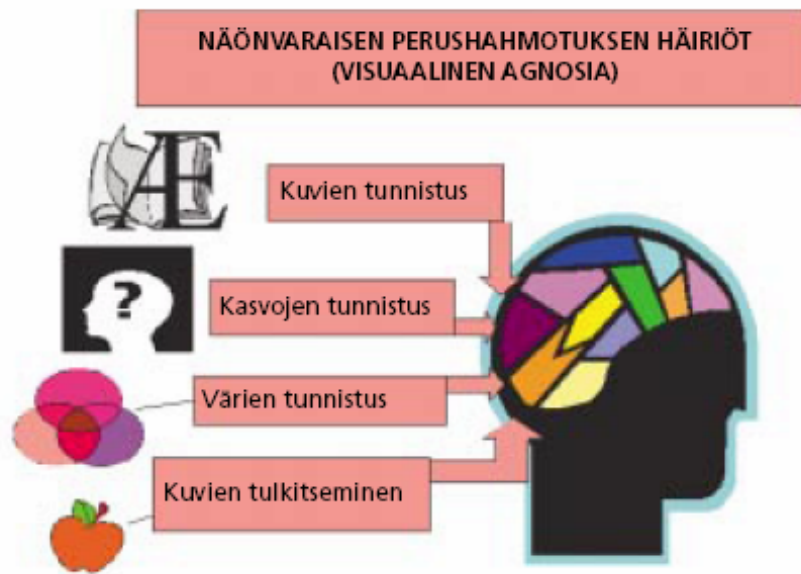 NÄÖNVARAISEN PERUSHAHMOTUKSEN HÄIRIÖT
(VISUAALINEN AGNOSIA)
Æ
Kuvien tunnistus
?
Kasvojen tunnistus
Värien tunnistus
Kuvien tulkitseminen